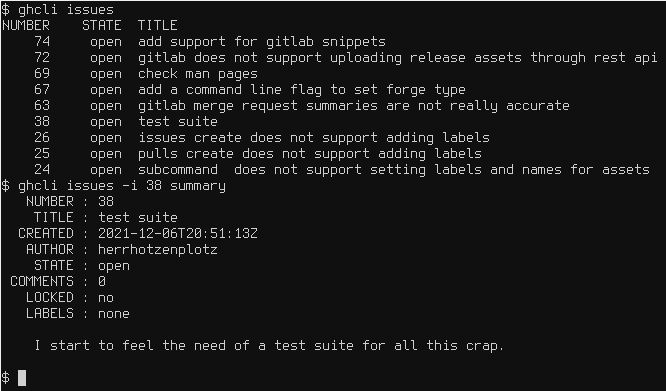 $ ghcli issues
NUMBER    STATE  TITLE
    74     open  add support for gitlab snippets
    72     open  gitlab does not support uploading release assets through rest api
    69     open  check man pages
    67     open  add a command line flag to set forge type
    63     open  gitlab merge request summaries are not really accurate
    38     open  test suite
    26     open  issues create does not support adding labels
    25     open  pulls create does not support adding labels
    24     open  subcommand  does not support setting labels and names for assets
$ ghcli issues -i 38 summary
   NUMBER : 38
    TITLE : test suite
  CREATED : 2021-12-06T20:51:13Z
   AUTHOR : herrhotzenplotz
    STATE : open
 COMMENTS : 0
   LOCKED : no
   LABELS : none
    I start to feel the need of a test suite for all this crap.
$